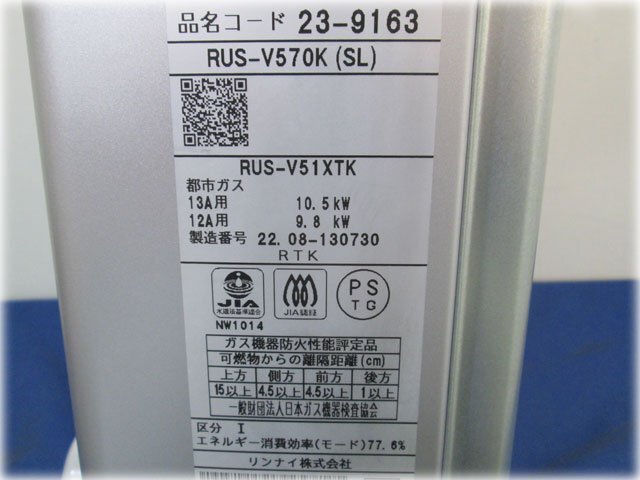 品名コード 23-9163
RUS-V570K (SL)
RUS-V51XTK
都市ガス
13A用 10.5kW
12A用 9.8 kW
製造番号 22.08-130730
RTK
JIA
水道法基準適合
NW1014
JIA認証
PS
TG
ガス機器防火性能評定品
可燃物からの離隔距離(cm)
上方 側方 前方 後方
15以上 4.5以上 4.5以上 1以上
一般財団法人日本ガス機器検査協会
区分 I
エネルギー消費効率(モード)77.6%
リンナイ株式会社